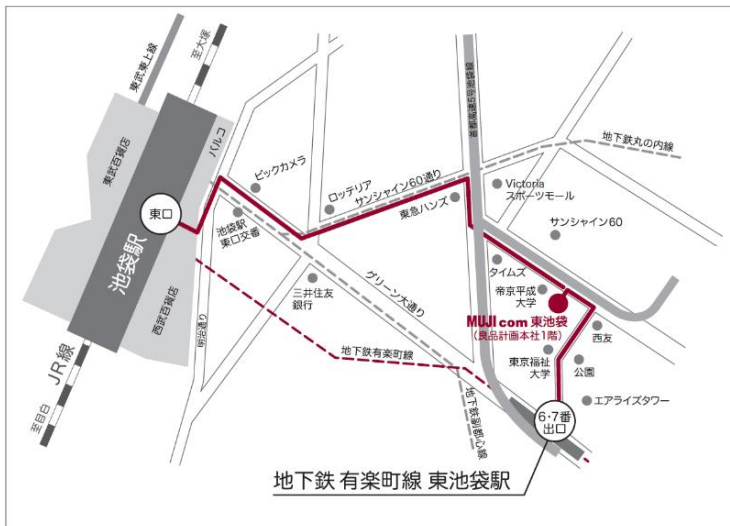 東武東上線
至大塚
パルコ
東武百貨店
東口
池袋駅
西武百貨店
JR線
至目白
明治通り
ビックカメラ
池袋駅
東口交番
ロッテリア
サンシャイン60通り
首都高速5号池袋線
地下鉄丸の内線
Victoria
スポーツモール
東急ハンズ
サンシャイン60
三井住友
銀行
グリーン大通り
地下鉄有楽町線
地下鉄副都心線
タイムズ
帝京平成
大学
MUJI com 東池袋
(良品計画本社1階)
西友
東京福祉
大学
公園
エアライズタワー
6・7番
出口
地下鉄 有楽町線 東池袋駅